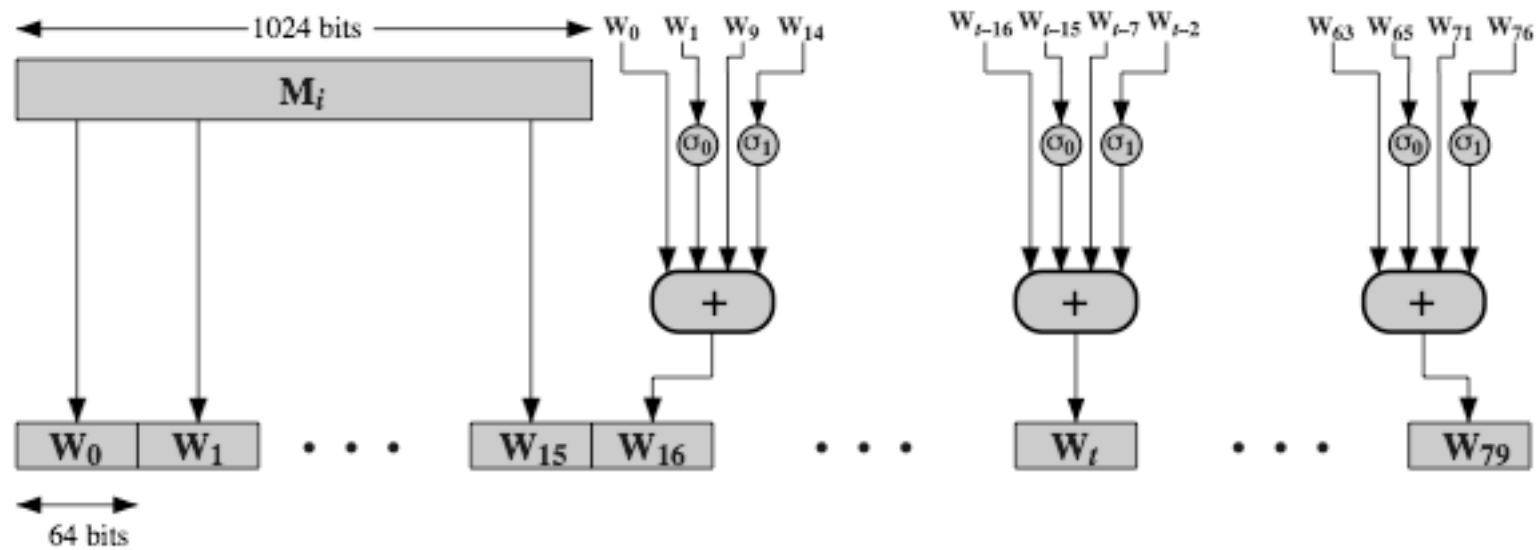 1024 bits
W₀ W₁ W₉ W₁₄
Wₜ₋₁₆ Wₜ₋₁₅ Wₜ₋₇ Wₜ₋₂
W₆₃ W₆₅ W₇₁ W₇₆
Mᵢ
σ₀ σ₁
σ₀ σ₁
σ₀ σ₁
+
+
+
W₀ W₁ • • • W₁₅ W₁₆ • • • Wₜ • • • W₇₉
64 bits